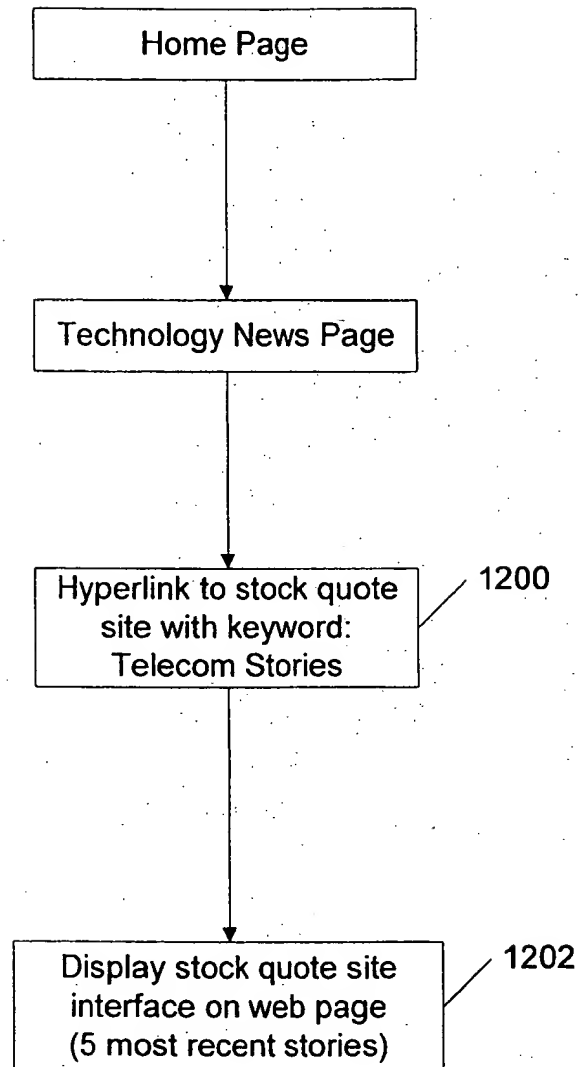 Home Page
Technology News Page
Hyperlink to stock quote
site with keyword:
Telecom Stories
1200
Display stock quote site
interface on web page
(5 most recent stories)
1202